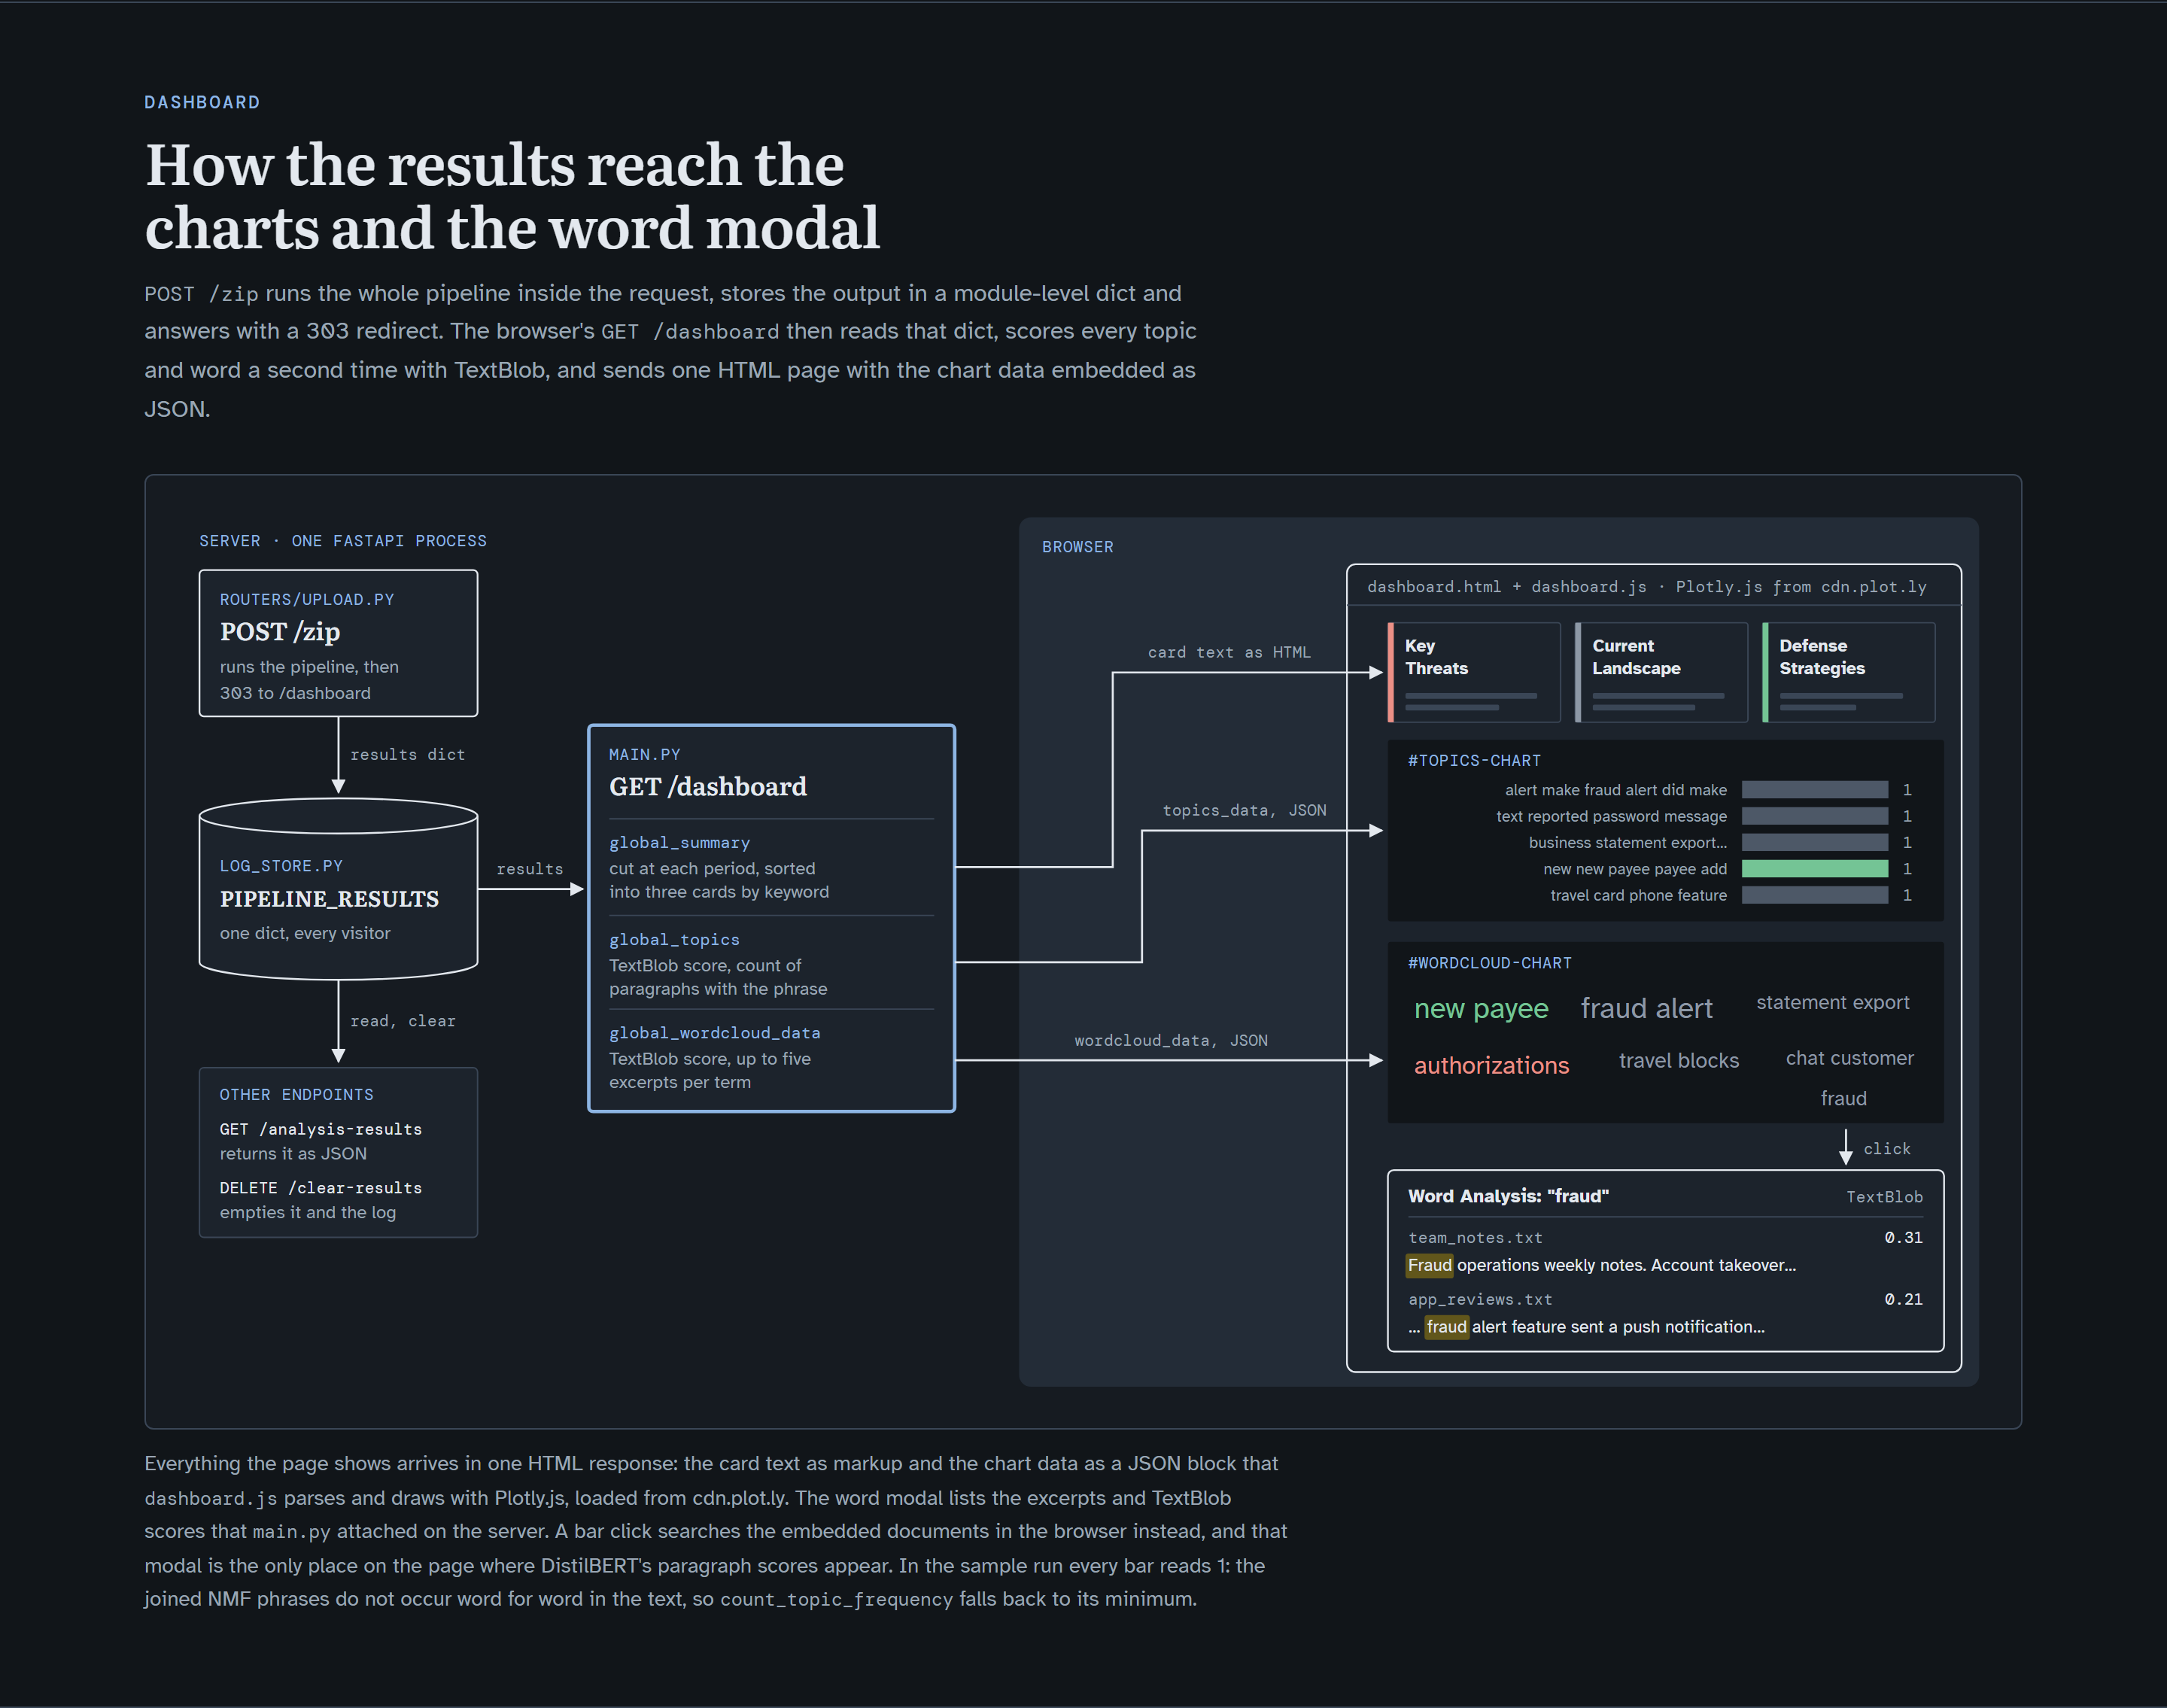 DASHBOARD
How the results reach the
charts and the word modal
POST /zip runs the whole pipeline inside the request, stores the output in a module-level dict and
answers with a 303 redirect. The browser's GET /dashboard then reads that dict, scores every topic
and word a second time with TextBlob, and sends one HTML page with the chart data embedded as
JSON.
SERVER · ONE FASTAPI PROCESS
ROUTERS/UPLOAD.PY
POST /zip
runs the pipeline, then
303 to /dashboard
results dict
LOG_STORE.PY
PIPELINE_RESULTS
one dict, every visitor
results
read, clear
OTHER ENDPOINTS
GET /analysis-results
returns it as JSON
DELETE /clear-results
empties it and the log
MAIN.PY
GET /dashboard
global_summary
cut at each period, sorted
into three cards by keyword
global_topics
TextBlob score, count of
paragraphs with the phrase
global_wordcloud_data
TextBlob score, up to five
excerpts per term
BROWSER
card text as HTML
topics_data, JSON
wordcloud_data, JSON
dashboard.html + dashboard.js · Plotly.js from cdn.plot.ly
Key
Threats
Current
Landscape
Defense
Strategies
#TOPICS-CHART
alert make fraud alert did make 1
text reported password message 1
business statement export... 1
new new payee payee add 1
travel card phone feature 1
#WORDCLOUD-CHART
new payee fraud alert statement export
authorizations travel blocks chat customer
fraud
click
Word Analysis: "fraud" TextBlob
team_notes.txt 0.31
Fraud operations weekly notes. Account takeover...
app_reviews.txt 0.21
... fraud alert feature sent a push notification...
Everything the page shows arrives in one HTML response: the card text as markup and the chart data as a JSON block that
dashboard.js parses and draws with Plotly.js, loaded from cdn.plot.ly. The word modal lists the excerpts and TextBlob
scores that main.py attached on the server. A bar click searches the embedded documents in the browser instead, and that
modal is the only place on the page where DistilBERT's paragraph scores appear. In the sample run every bar reads 1: the
joined NMF phrases do not occur word for word in the text, so count_topic_frequency falls back to its minimum.